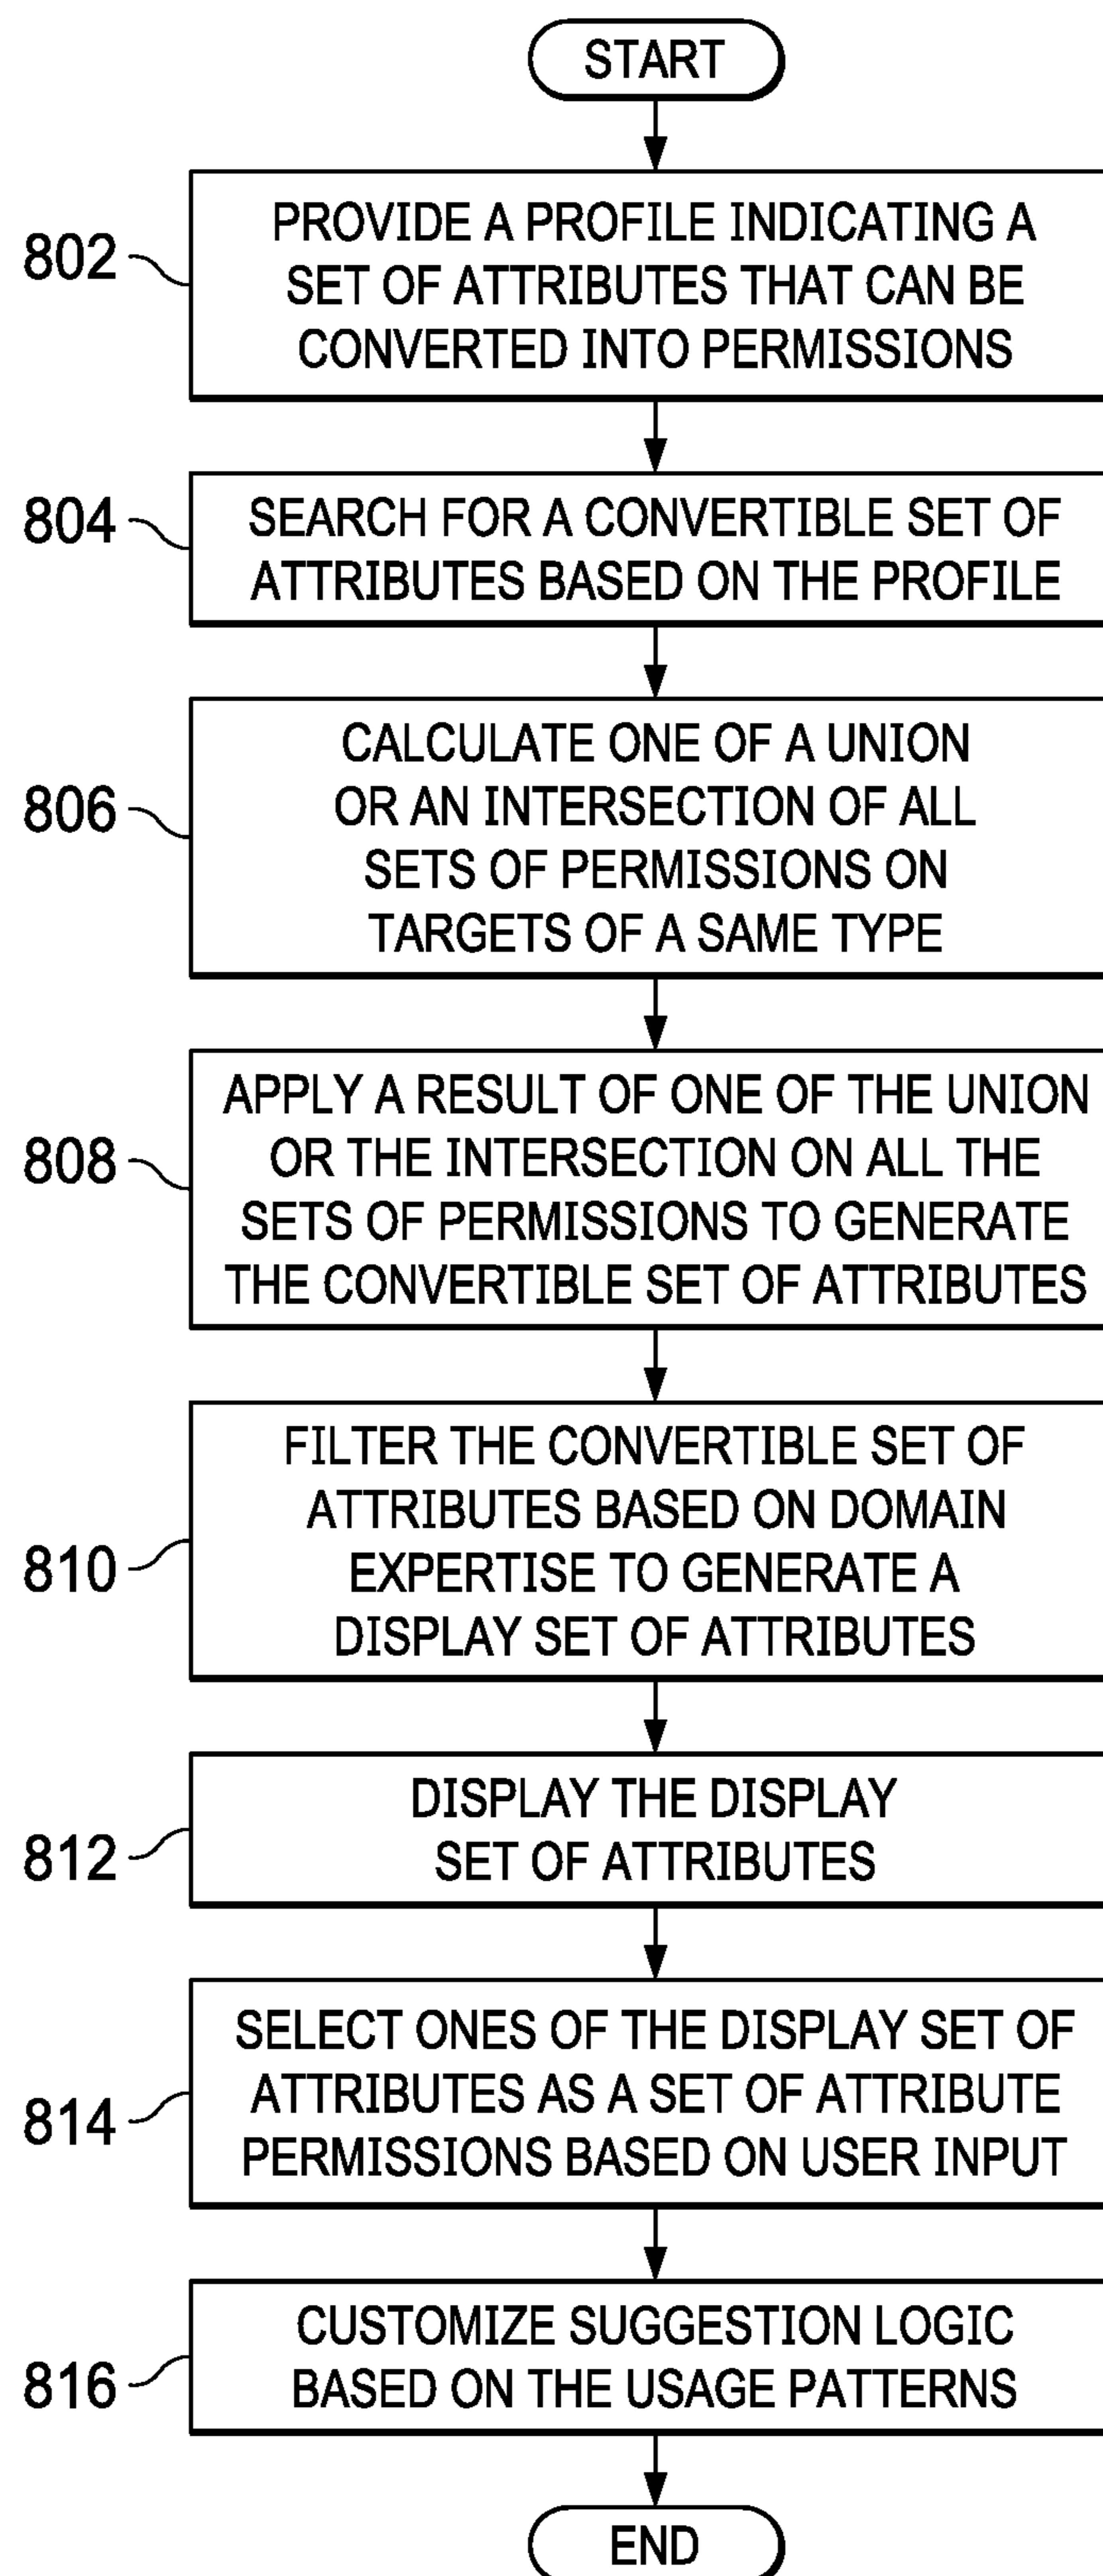 START
802
PROVIDE A PROFILE INDICATING A
SET OF ATTRIBUTES THAT CAN BE
CONVERTED INTO PERMISSIONS
804
SEARCH FOR A CONVERTIBLE SET OF
ATTRIBUTES BASED ON THE PROFILE
806
CALCULATE ONE OF A UNION
OR AN INTERSECTION OF ALL
SETS OF PERMISSIONS ON
TARGETS OF A SAME TYPE
808
APPLY A RESULT OF ONE OF THE UNION
OR THE INTERSECTION ON ALL THE
SETS OF PERMISSIONS TO GENERATE
THE CONVERTIBLE SET OF ATTRIBUTES
810
FILTER THE CONVERTIBLE SET OF
ATTRIBUTES BASED ON DOMAIN
EXPERTISE TO GENERATE A
DISPLAY SET OF ATTRIBUTES
812
DISPLAY THE DISPLAY
SET OF ATTRIBUTES
814
SELECT ONES OF THE DISPLAY SET OF
ATTRIBUTES AS A SET OF ATTRIBUTE
PERMISSIONS BASED ON USER INPUT
816
CUSTOMIZE SUGGESTION LOGIC
BASED ON THE USAGE PATTERNS
END